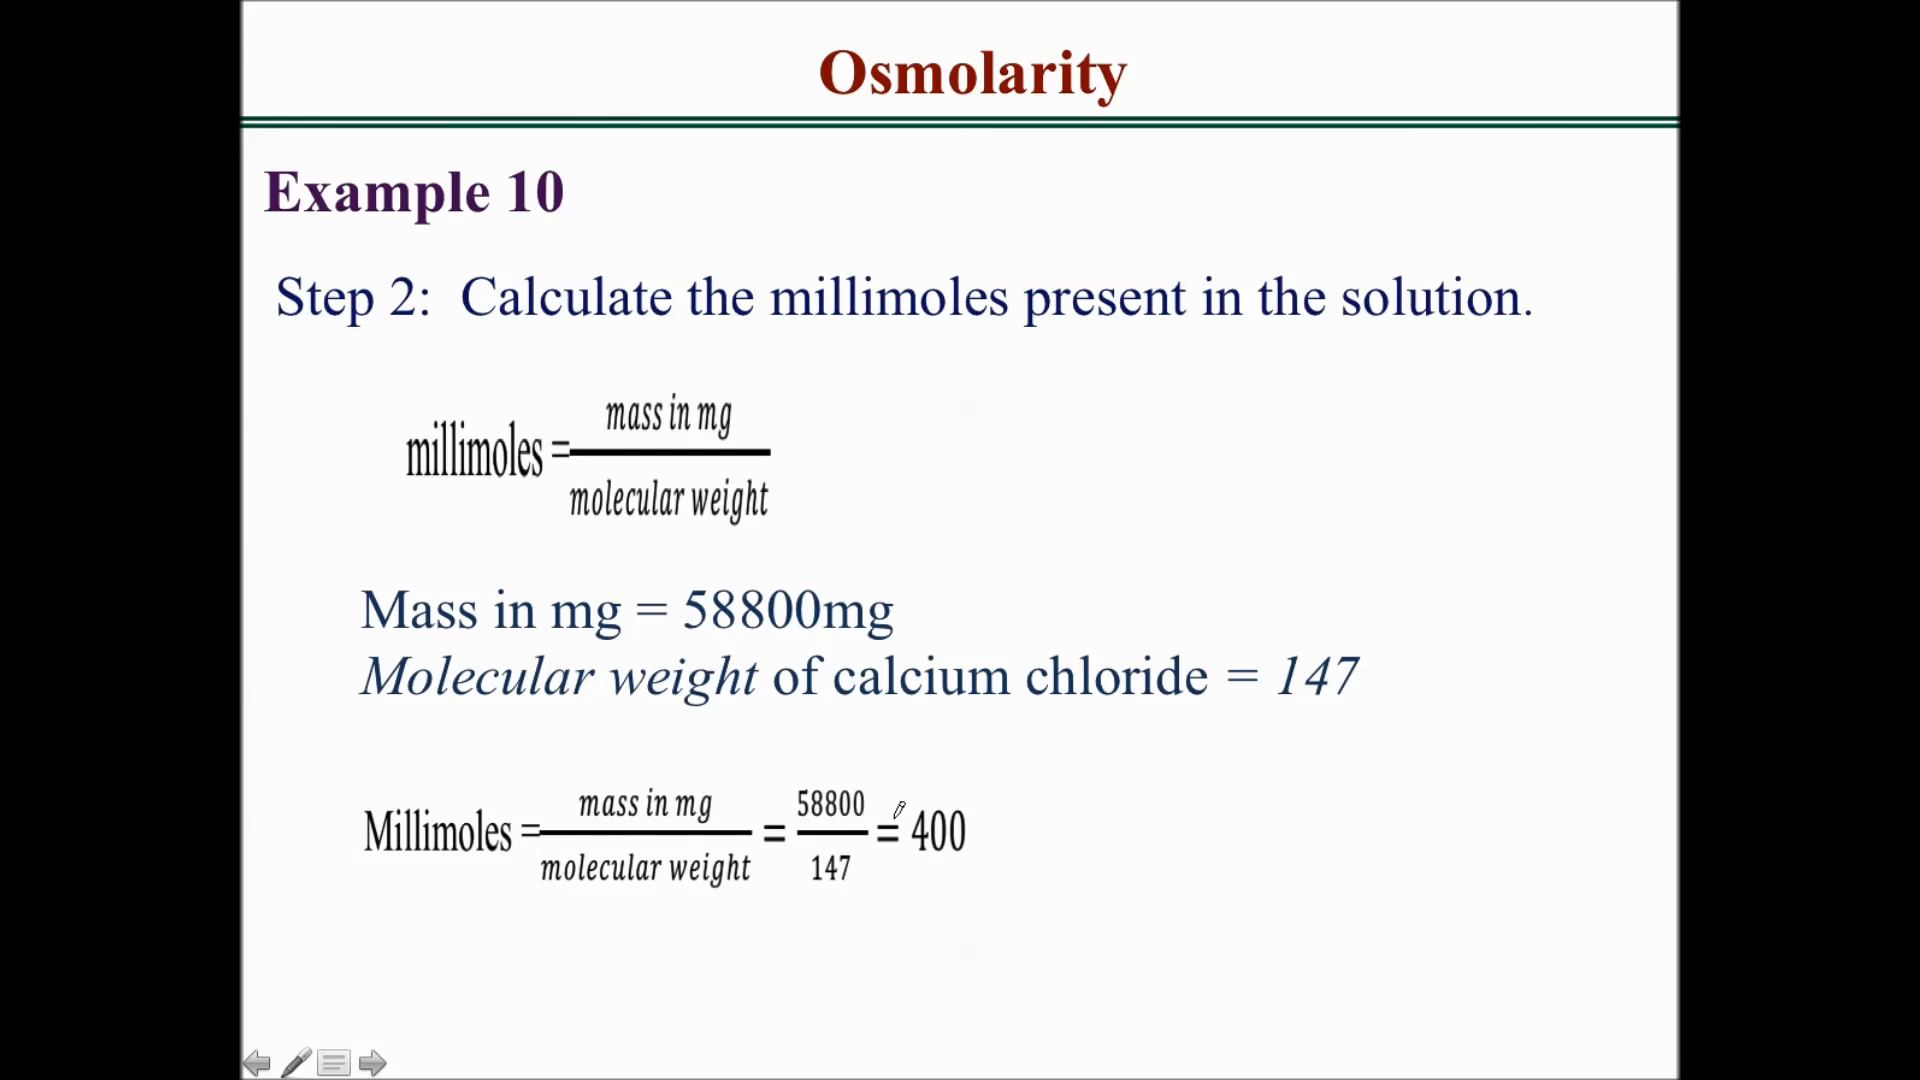 Osmolarity
Example 10
Step 2: Calculate the millimoles present in the solution.
millimoles = mass in mg / molecular weight
Mass in mg = 58800mg
Molecular weight of calcium chloride = 147
Millimoles = mass in mg / molecular weight = 58800 / 147 = 400